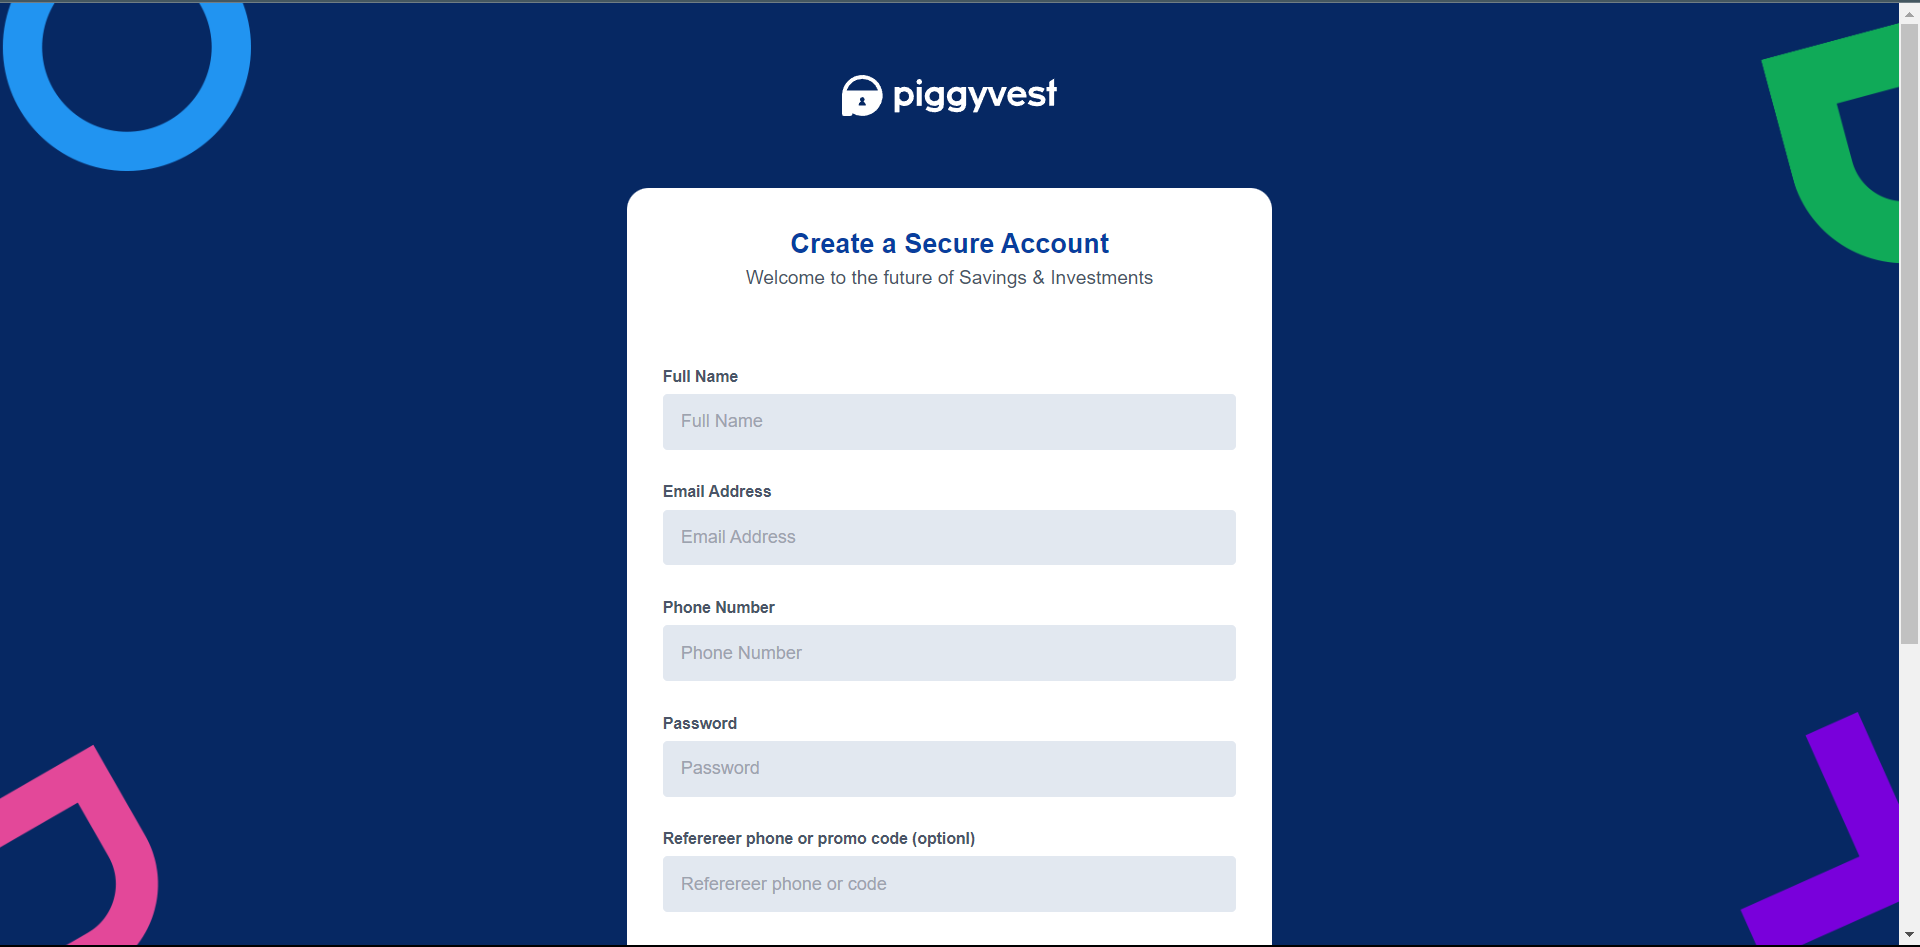 piggyvest
Create a Secure Account
Welcome to the future of Savings & Investments
Full Name
Full Name
Email Address
Email Address
Phone Number
Phone Number
Password
Password
Referereer phone or promo code (optionl)
Referereer phone or code